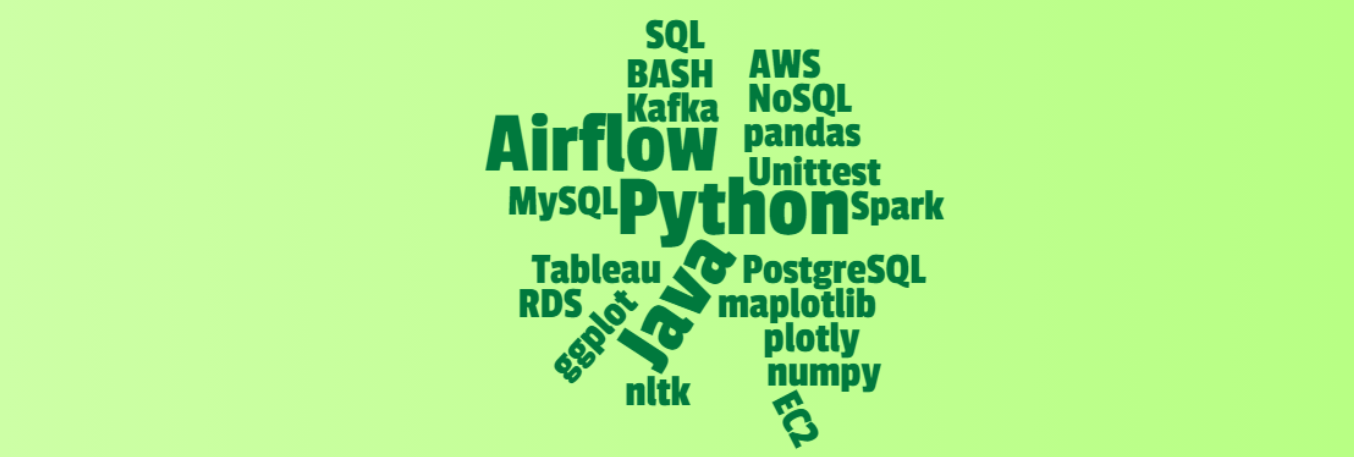 SQL
AWS
BASH
NoSQL
Kafka
Airflow
pandas
Unittest
MySQL
Python
Spark
Tableau
Java
PostgreSQL
RDS
ggplot
maplotlib
plotly
numpy
nltk
EC2